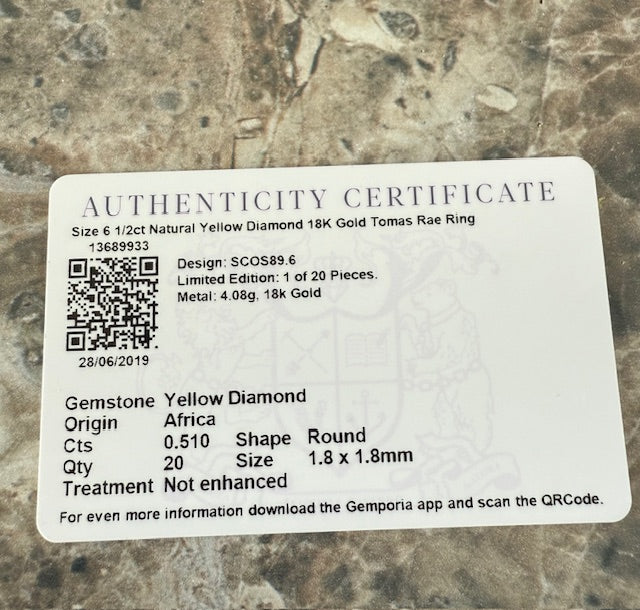 AUTHENTICITY CERTIFICATE
Size 6 1/2ct Natural Yellow Diamond 18K Gold Tomas Rae Ring
13689933
Design: SCOS89.6
Limited Edition: 1 of 20 Pieces.
Metal: 4.08g, 18k Gold
28/06/2019
Gemstone Yellow Diamond
Origin Africa
Cts 0.510 Shape Round
Qty 20 Size 1.8 x 1.8mm
Treatment Not enhanced
For even more information download the Gemporia app and scan the QRCode.